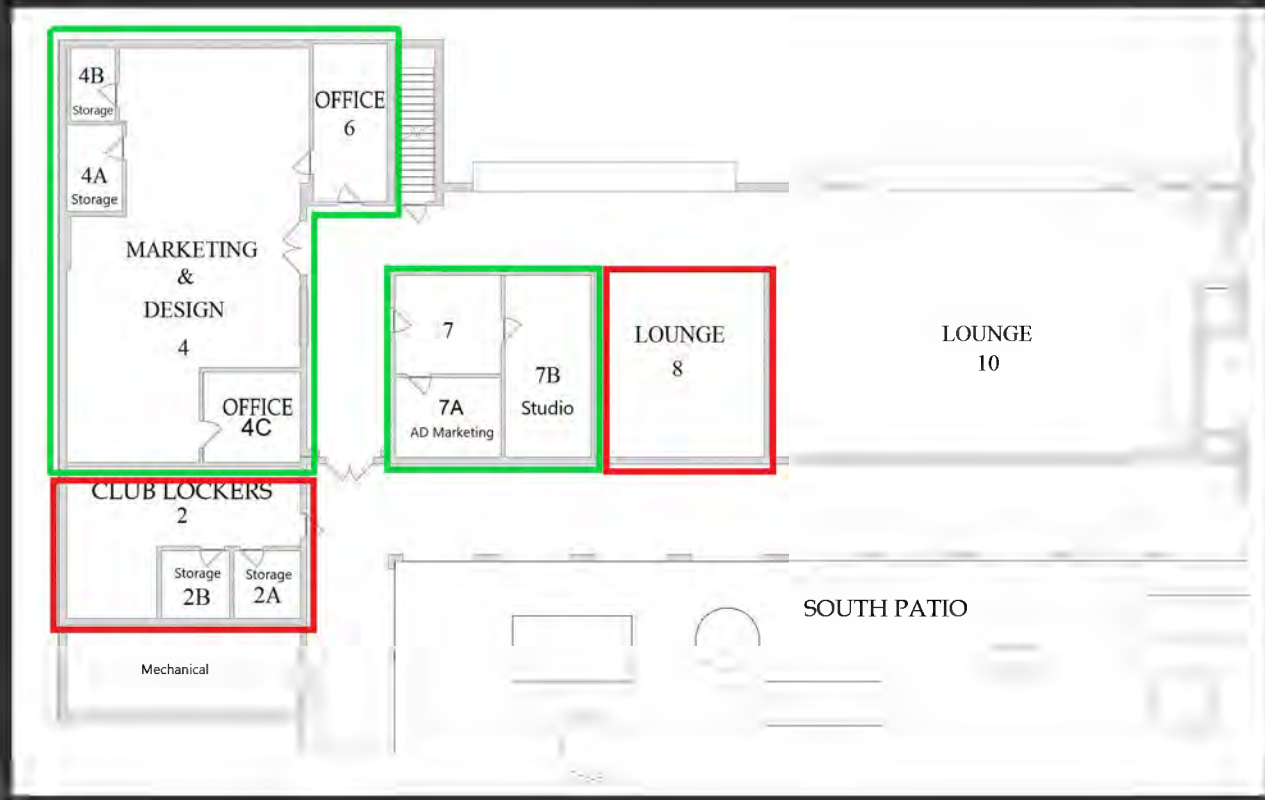 4B
Storage
4A
Storage
OFFICE
6
MARKETING
&
DESIGN
4
OFFICE
4C
7
7A
AD Marketing
7B
Studio
LOUNGE
8
LOUNGE
10
CLUB LOCKERS
2
Storage
2B
Storage
2A
SOUTH PATIO
Mechanical